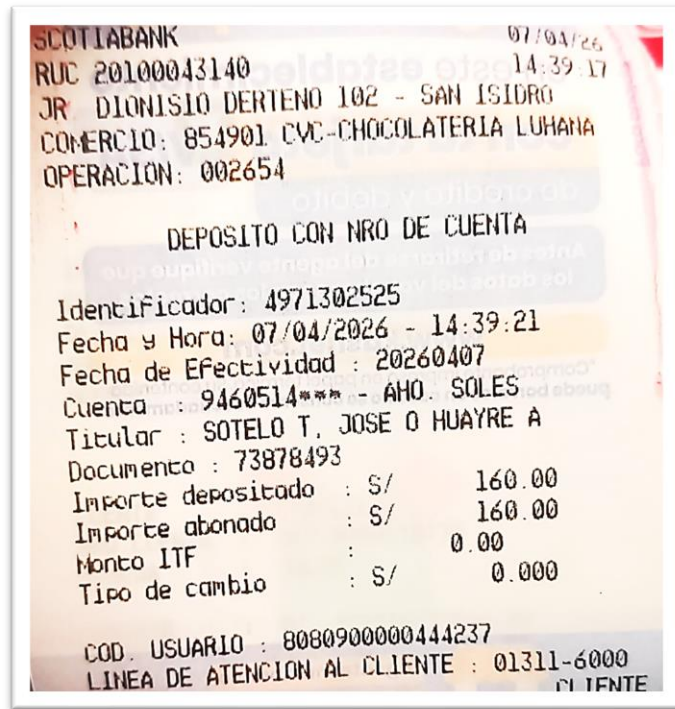 SCOTIABANK 07/04/26
RUC 20100043140 14:39:17
JR DIONISIO DERTENO 102 - SAN ISIDRO
COMERCIO: 854901 CYC-CHOCOLATERIA LUHANA
OPERACION: 002654
DEPOSITO CON NRO DE CUENTA
Identificador: 4971302525
Fecha y Hora: 07/04/2026 - 14:39:21
Fecha de Efectividad : 20260407
Cuenta : 9460514*** - AHO. SOLES
Titular : SOTELO T, JOSE O HUAYRE A
Documento : 73878493
Importe depositado : S/ 160.00
Importe abonado : S/ 160.00
Monto ITF : 0.00
Tipo de cambio : S/ 0.000
COD. USUARIO : 8080900000444237
LINEA DE ATENCION AL CLIENTE : 01311-6000
CLIENTE